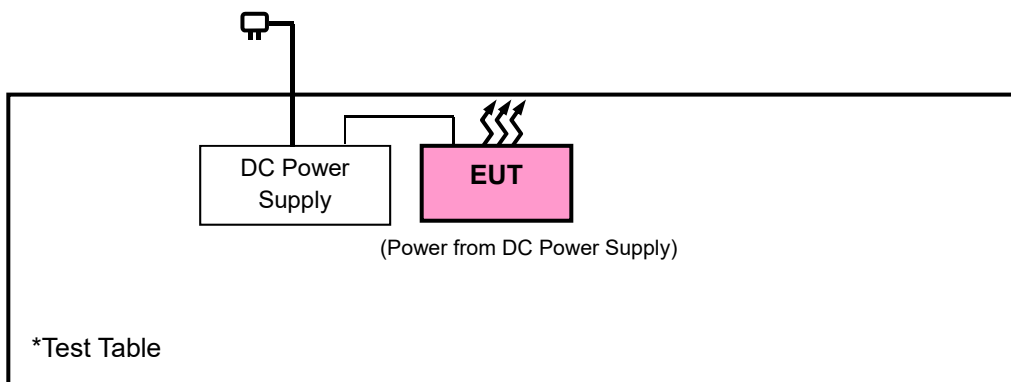 DC Power
Supply
EUT
(Power from DC Power Supply)
*Test Table